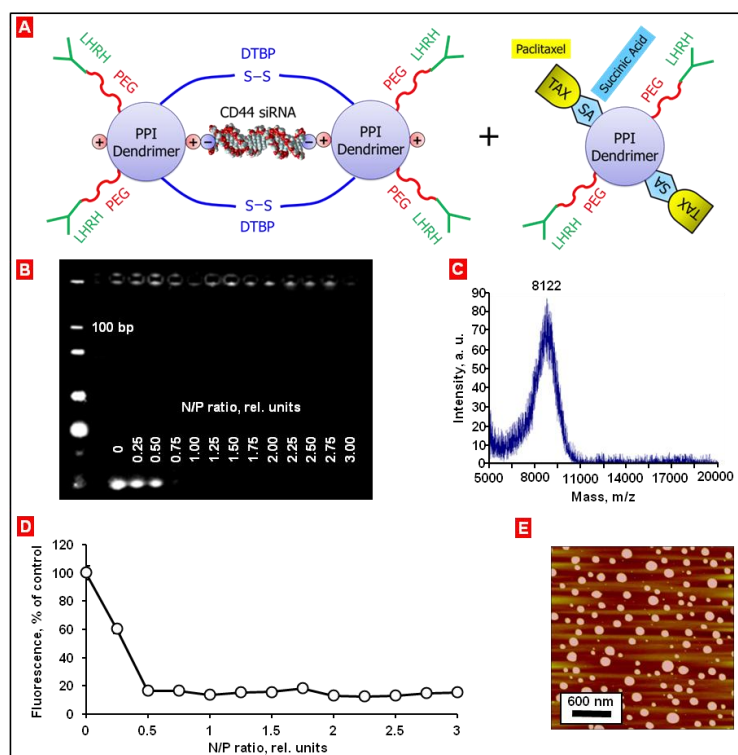 A
LHRH
PEG
DTBP
S–S
LHRH
PEG
PPI
Dendrimer
+
+
−
CD44 siRNA
−
+
PPI
Dendrimer
+
LHRH
PEG
S–S
DTBP
PEG
LHRH
+
Paclitaxel
Succinic Acid
TAX
SA
LHRH
PEG
PPI
Dendrimer
LHRH
PEG
SA
TAX
B
100 bp
N/P ratio, rel. units
0 0.25 0.50 0.75 1.00 1.25 1.50 1.75 2.00 2.25 2.50 2.75 3.00
C
8122
Intensity, a. u.
90
80
70
60
50
40
30
20
10
0
5000 8000 11000 14000 17000 20000
Mass, m/z
D
Fluorescence, % of control
120
100
80
60
40
20
0
0 0.5 1 1.5 2 2.5 3
N/P ratio, rel. units
E
600 nm